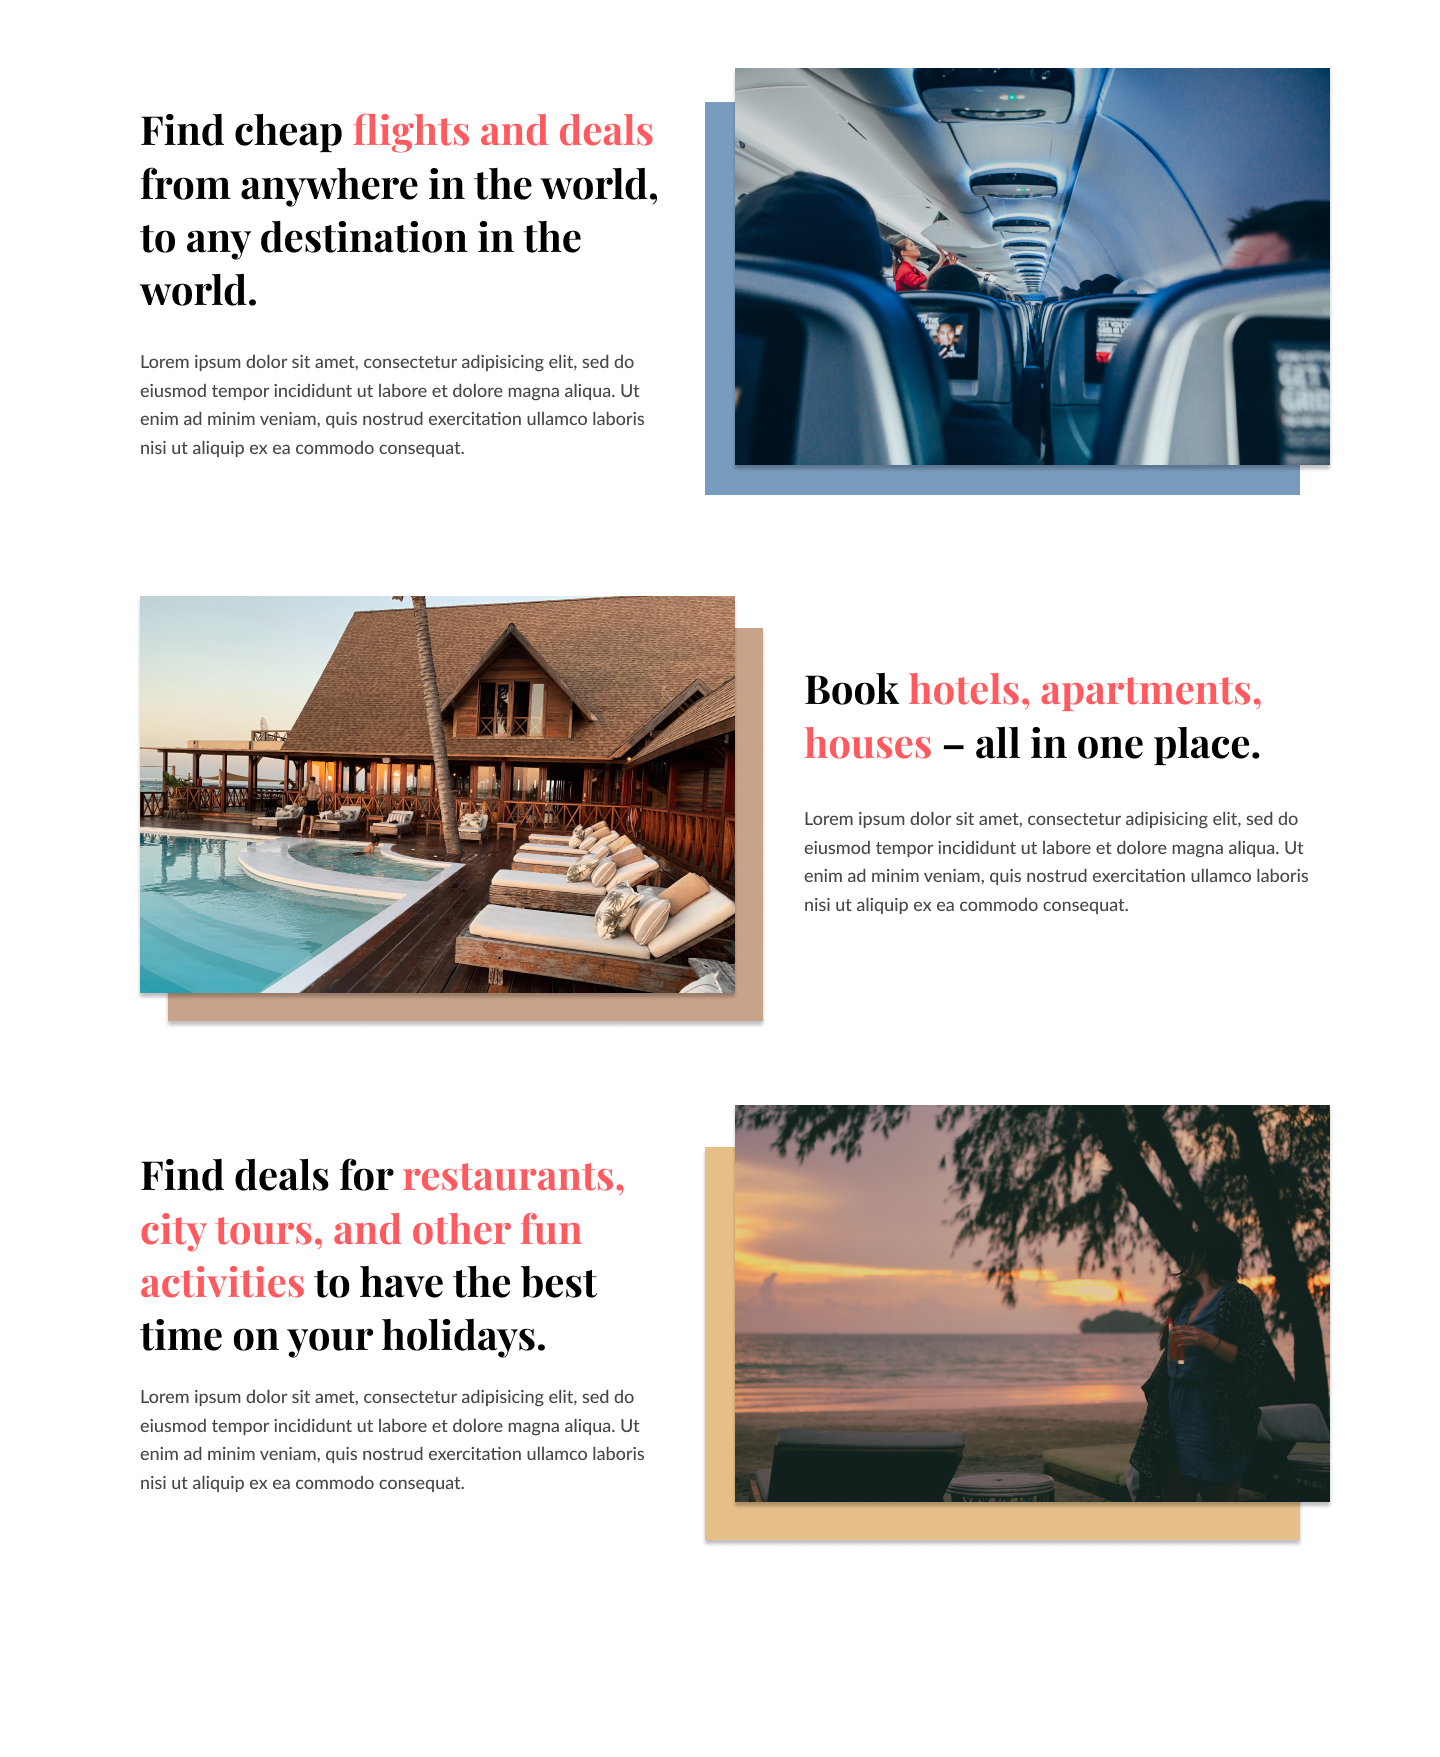 Find cheap flights and deals
from anywhere in the world,
to any destination in the
world.
Lorem ipsum dolor sit amet, consectetur adipisicing elit, sed do
eiusmod tempor incididunt ut labore et dolore magna aliqua. Ut
enim ad minim veniam, quis nostrud exercitation ullamco laboris
nisi ut aliquip ex ea commodo consequat.
Book hotels, apartments,
houses – all in one place.
Lorem ipsum dolor sit amet, consectetur adipisicing elit, sed do
eiusmod tempor incididunt ut labore et dolore magna aliqua. Ut
enim ad minim veniam, quis nostrud exercitation ullamco laboris
nisi ut aliquip ex ea commodo consequat.
Find deals for restaurants,
city tours, and other fun
activities to have the best
time on your holidays.
Lorem ipsum dolor sit amet, consectetur adipisicing elit, sed do
eiusmod tempor incididunt ut labore et dolore magna aliqua. Ut
enim ad minim veniam, quis nostrud exercitation ullamco laboris
nisi ut aliquip ex ea commodo consequat.